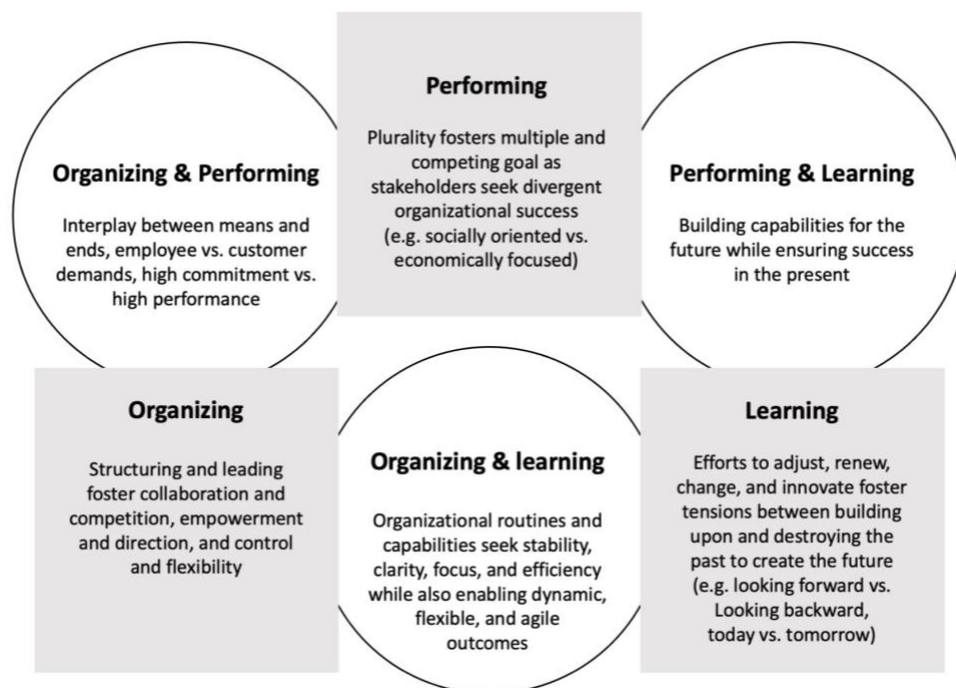 Performing
Plurality fosters multiple and
competing goal as
stakeholders seek divergent
organizational success
(e.g. socially oriented vs.
economically focused)
Organizing & Performing
Interplay between means and
ends, employee vs. customer
demands, high commitment vs.
high performance
Performing & Learning
Building capabilities for the
future while ensuring success
in the present
Organizing
Structuring and leading
foster collaboration and
competition, empowerment
and direction, and control
and flexibility
Organizing & learning
Organizational routines and
capabilities seek stability,
clarity, focus, and efficiency
while also enabling dynamic,
flexible, and agile
outcomes
Learning
Efforts to adjust, renew,
change, and innovate foster
tensions between building
upon and destroying the
past to create the future
(e.g. looking forward vs.
Looking backward,
today vs. tomorrow)